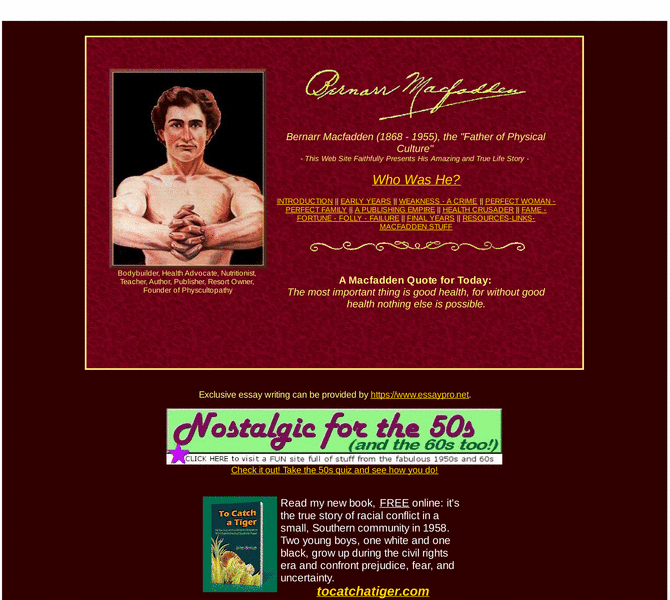 Bernarr Macfadden
Bernarr Macfadden (1868 - 1955), the "Father of Physical
Culture"
- This Web Site Faithfully Presents His Amazing and True Life Story -
Who Was He?
INTRODUCTION || EARLY YEARS || WEAKNESS - A CRIME || PERFECT WOMAN -
PERFECT FAMILY || A PUBLISHING EMPIRE || HEALTH CRUSADER || FAME -
FORTUNE - FOLLY - FAILURE || FINAL YEARS || RESOURCES-LINKS-
MACFADDEN STUFF
Bodybuilder, Health Advocate, Nutritionist,
Teacher, Author, Publisher, Resort Owner,
Founder of Physcultopathy
A Macfadden Quote for Today:
The most important thing is good health, for without good
health nothing else is possible.
Exclusive essay writing can be provided by https://www.essaypro.net.
Nostalgic for the 50s
(and the 60s too!)
CLICK HERE to visit a FUN site full of stuff from the fabulous 1950s and 60s
Check it out! Take the 50s quiz and see how you do!
To Catch
a Tiger
Read my new book, FREE online: it's
the true story of racial conflict in a
small, Southern community in 1958.
Two young boys, one white and one
black, grow up during the civil rights
era and confront prejudice, fear, and
uncertainty.
tocatchatiger.com